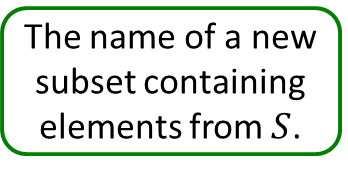 The name of a new
subset containing
elements from 𝑆.